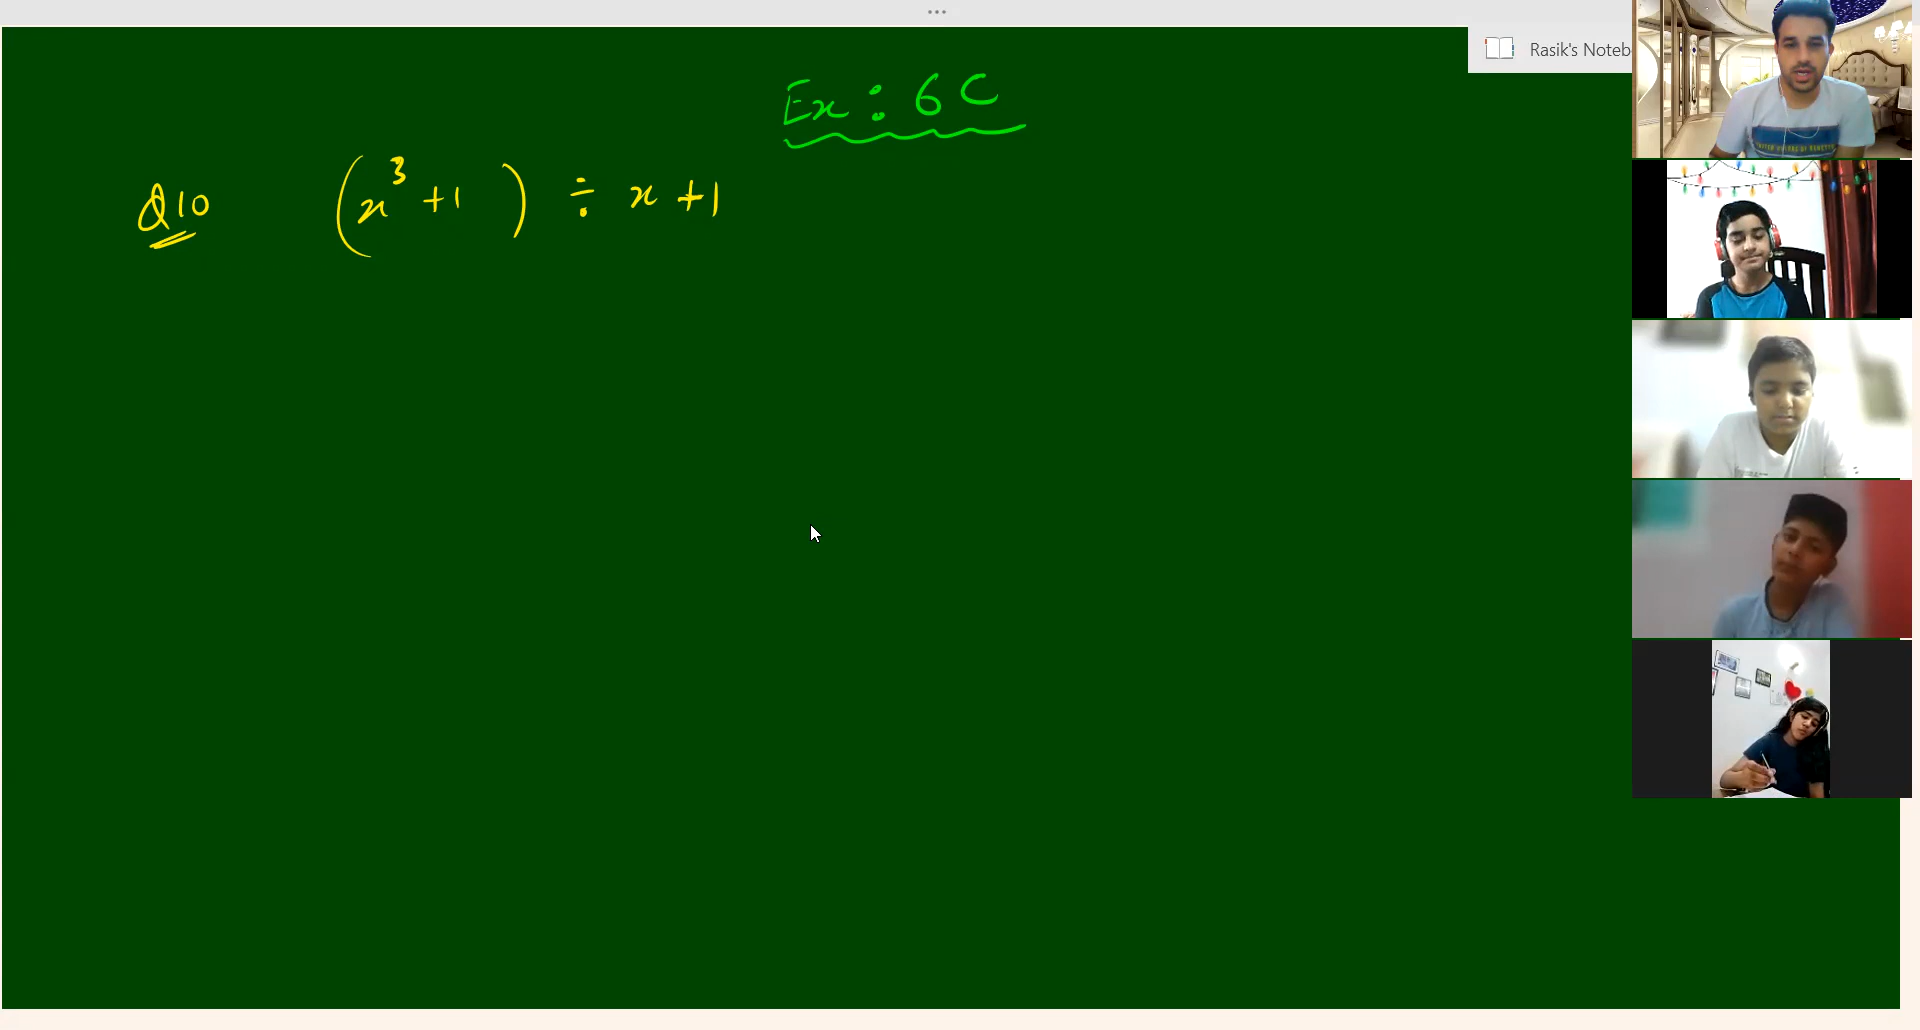 Rasik's Noteb
Ex : 6C
Q10 (x³ + 1) ÷ x + 1